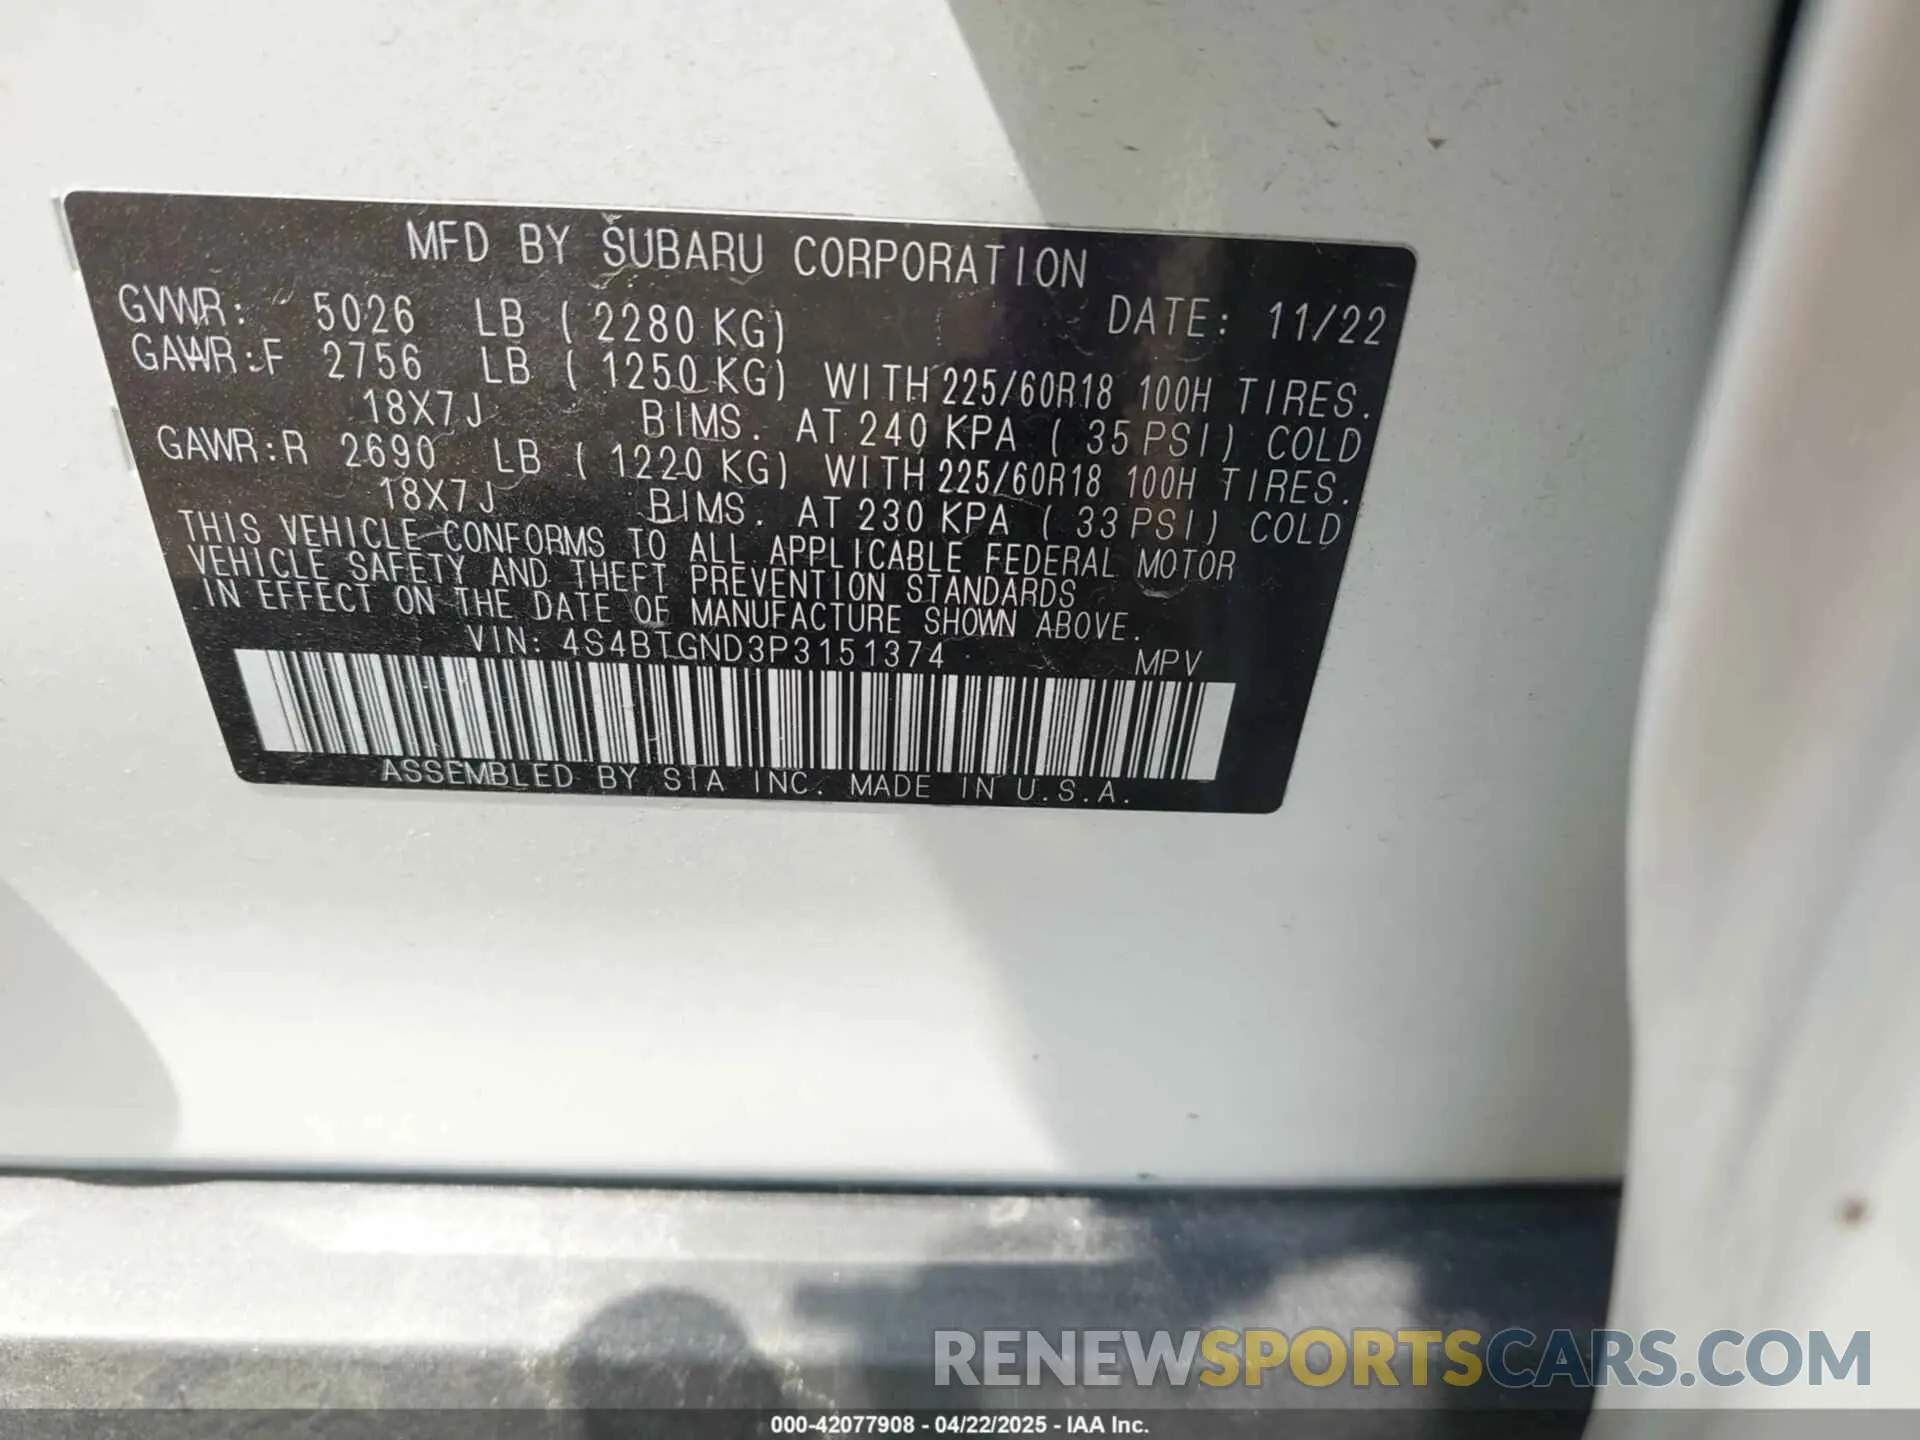 MFD BY SUBARU CORPORATION
GVWR: 5026 LB ( 2280 KG) DATE: 11/22
GAWR:F 2756 LB ( 1250 KG) WITH 225/60R18 100H TIRES.
18X7J BIMS. AT 240 KPA ( 35 PSI) COLD
GAWR:R 2690 LB ( 1220 KG) WITH 225/60R18 100H TIRES.
18X7J BIMS. AT 230 KPA ( 33 PSI) COLD
THIS VEHICLE CONFORMS TO ALL APPLICABLE FEDERAL MOTOR
VEHICLE SAFETY AND THEFT PREVENTION STANDARDS
IN EFFECT ON THE DATE OF MANUFACTURE SHOWN ABOVE.
VIN: 4S4BTGND3P3151374 MPV
ASSEMBLED BY SIA INC. MADE IN U.S.A.
RENEWSPORTSCARS.COM
000-42077908 - 04/22/2025 - IAA Inc.